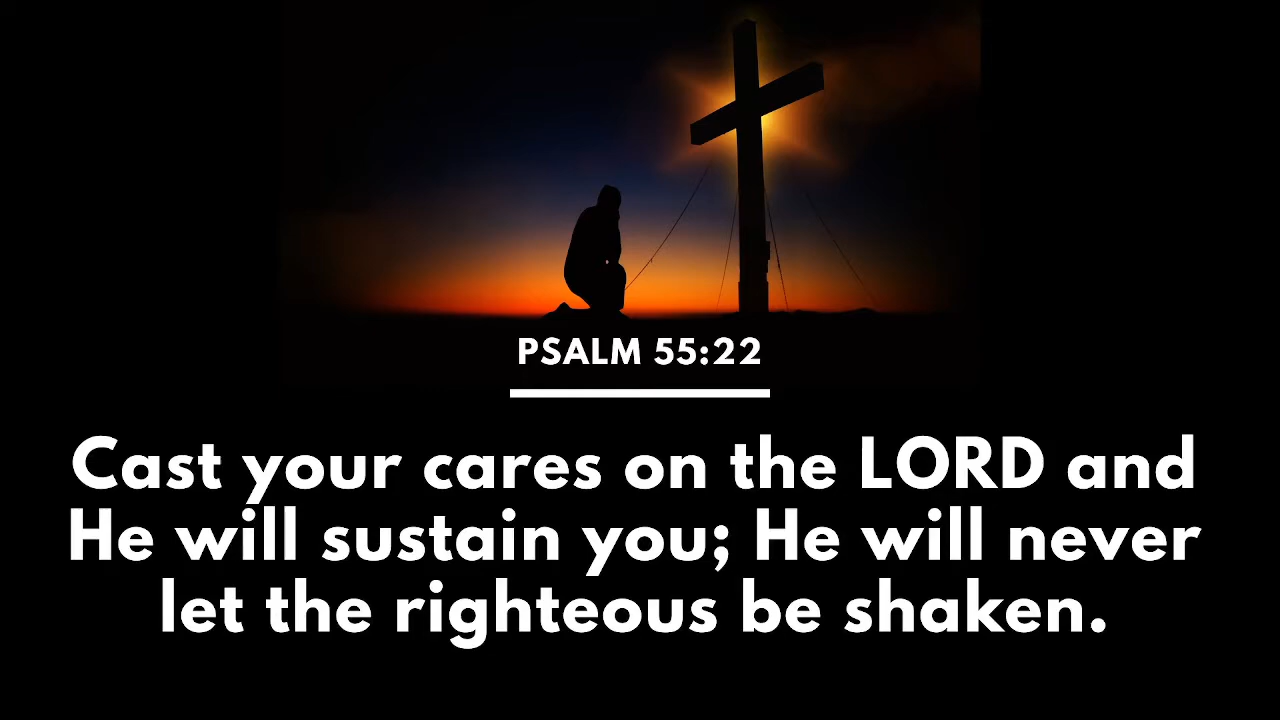 PSALM 55:22
Cast your cares on the LORD and
He will sustain you; He will never
let the righteous be shaken.